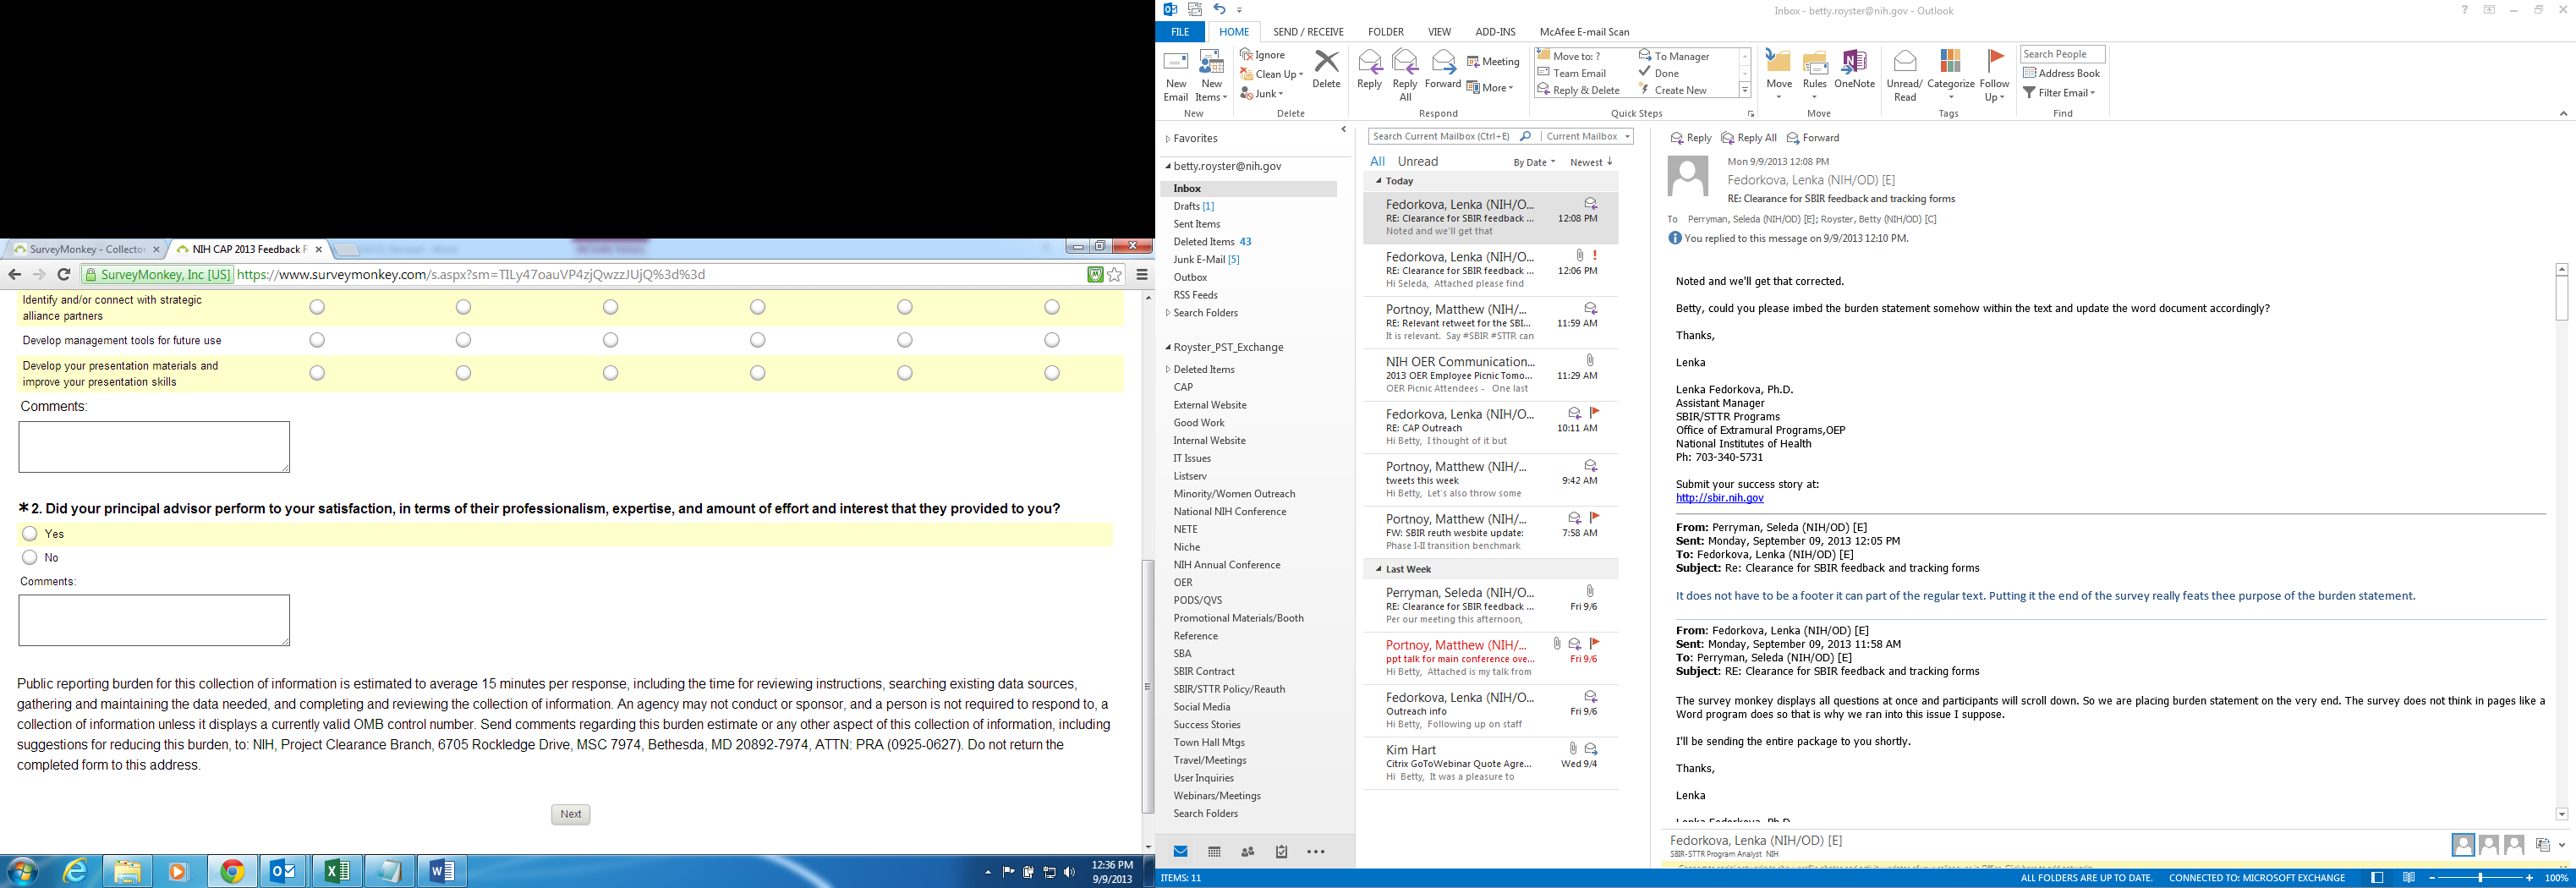 SurveyMonkey - Collector
NIH CAP 2013 Feedback F
SurveyMonkey, Inc [US] https://www.surveymonkey.com/s.aspx?sm=TILy47oauVP4zjQwzzJUjQ%3d%3d
Identify and/or connect with strategic
alliance partners
Develop management tools for future use
Develop your presentation materials and
improve your presentation skills
Comments:
*2. Did your principal advisor perform to your satisfaction, in terms of their professionalism, expertise, and amount of effort and interest that they provided to you?
Yes
No
Comments:
Public reporting burden for this collection of information is estimated to average 15 minutes per response, including the time for reviewing instructions, searching existing data sources,
gathering and maintaining the data needed, and completing and reviewing the collection of information. An agency may not conduct or sponsor, and a person is not required to respond to, a
collection of information unless it displays a currently valid OMB control number. Send comments regarding this burden estimate or any other aspect of this collection of information, including
suggestions for reducing this burden, to: NIH, Project Clearance Branch, 6705 Rockledge Drive, MSC 7974, Bethesda, MD 20892-7974, ATTN: PRA (0925-0627). Do not return the
completed form to this address.
Next
12:36 PM
9/9/2013
Inbox - betty.royster@nih.gov - Outlook
FILE HOME SEND / RECEIVE FOLDER VIEW ADD-INS McAfee E-mail Scan
New Email
New Items
New
Ignore
Clean Up
Junk
Delete
Delete
Reply
Reply All
Forward
Meeting
More
Respond
Move to: ?
Team Email
Reply & Delete
To Manager
Done
Create New
Quick Steps
Move
Rules
OneNote
Move
Unread/ Read
Categorize
Follow Up
Tags
Search People
Address Book
Filter Email
Find
Favorites
betty.royster@nih.gov
Inbox
Drafts [1]
Sent Items
Deleted Items 43
Junk E-Mail [5]
Outbox
RSS Feeds
Search Folders
Royster_PST_Exchange
Deleted Items
CAP
External Website
Good Work
Internal Website
IT Issues
Listserv
Minority/Women Outreach
National NIH Conference
NETE
Niche
NIH Annual Conference
OER
PODS/QVS
Promotional Materials/Booth
Reference
SBA
SBIR Contract
SBIR/STTR Policy/Reauth
Social Media
Success Stories
Town Hall Mtgs
Travel/Meetings
User Inquiries
Webinars/Meetings
Search Folders
Search Current Mailbox (Ctrl+E) Current Mailbox
All Unread By Date Newest
Today
Fedorkova, Lenka (NIH/O...
RE: Clearance for SBIR feedback ... 12:08 PM
Noted and we'll get that
Fedorkova, Lenka (NIH/O...
RE: Clearance for SBIR feedback ... 12:06 PM
Hi Seleda, Attached please find
Portnoy, Matthew (NIH/...
RE: Relevant retweet for the SBI... 11:59 AM
It is relevant. Say #SBIR #STTR can
NIH OER Communication...
2013 OER Employee Picnic Tomo... 11:29 AM
OER Picnic Attendees - One last
Fedorkova, Lenka (NIH/O...
RE: CAP Outreach 10:11 AM
Hi Betty, I thought of it but
Portnoy, Matthew (NIH/...
tweets this week 9:42 AM
Hi Betty, Let's also throw some
Portnoy, Matthew (NIH/...
FW: SBIR reuth wesbite update: 7:58 AM
Phase I-II transition benchmark
Last Week
Perryman, Seleda (NIH/O...
RE: Clearance for SBIR feedback ... Fri 9/6
Per our meeting this afternoon,
Portnoy, Matthew (NIH/...
ppt talk for main conference ove... Fri 9/6
Hi Betty, Attached is my talk from
Fedorkova, Lenka (NIH/O...
Outreach info Fri 9/6
Hi Betty, Following up on staff
Kim Hart
Citrix GoToWebinar Quote Agre... Wed 9/4
Hi Betty, It was a pleasure to
Reply Reply All Forward
Mon 9/9/2013 12:08 PM
Fedorkova, Lenka (NIH/OD) [E]
RE: Clearance for SBIR feedback and tracking forms
To Perryman, Seleda (NIH/OD) [E]; Royster, Betty (NIH/OD) [C]
You replied to this message on 9/9/2013 12:10 PM.
Noted and we'll get that corrected.
Betty, could you please imbed the burden statement somehow within the text and update the word document accordingly?
Thanks,
Lenka
Lenka Fedorkova, Ph.D.
Assistant Manager
SBIR/STTR Programs
Office of Extramural Programs,OEP
National Institutes of Health
Ph: 703-340-5731
Submit your success story at:
http://sbir.nih.gov
From: Perryman, Seleda (NIH/OD) [E]
Sent: Monday, September 09, 2013 12:05 PM
To: Fedorkova, Lenka (NIH/OD) [E]
Subject: Re: Clearance for SBIR feedback and tracking forms
It does not have to be a footer it can part of the regular text. Putting it the end of the survey really feats thee purpose of the burden statement.
From: Fedorkova, Lenka (NIH/OD) [E]
Sent: Monday, September 09, 2013 11:58 AM
To: Perryman, Seleda (NIH/OD) [E]
Subject: RE: Clearance for SBIR feedback and tracking forms
The survey monkey displays all questions at once and participants will scroll down. So we are placing burden statement on the very end. The survey does not think in pages like a
Word program does so that is why we ran into this issue I suppose.
I'll be sending the entire package to you shortly.
Thanks,
Lenka
Lenka Fedorkova, Ph.D.
Fedorkova, Lenka (NIH/OD) [E]
SBIR-STTR Program Analyst NIH
ITEMS: 11
ALL FOLDERS ARE UP TO DATE. CONNECTED TO: MICROSOFT EXCHANGE 100%